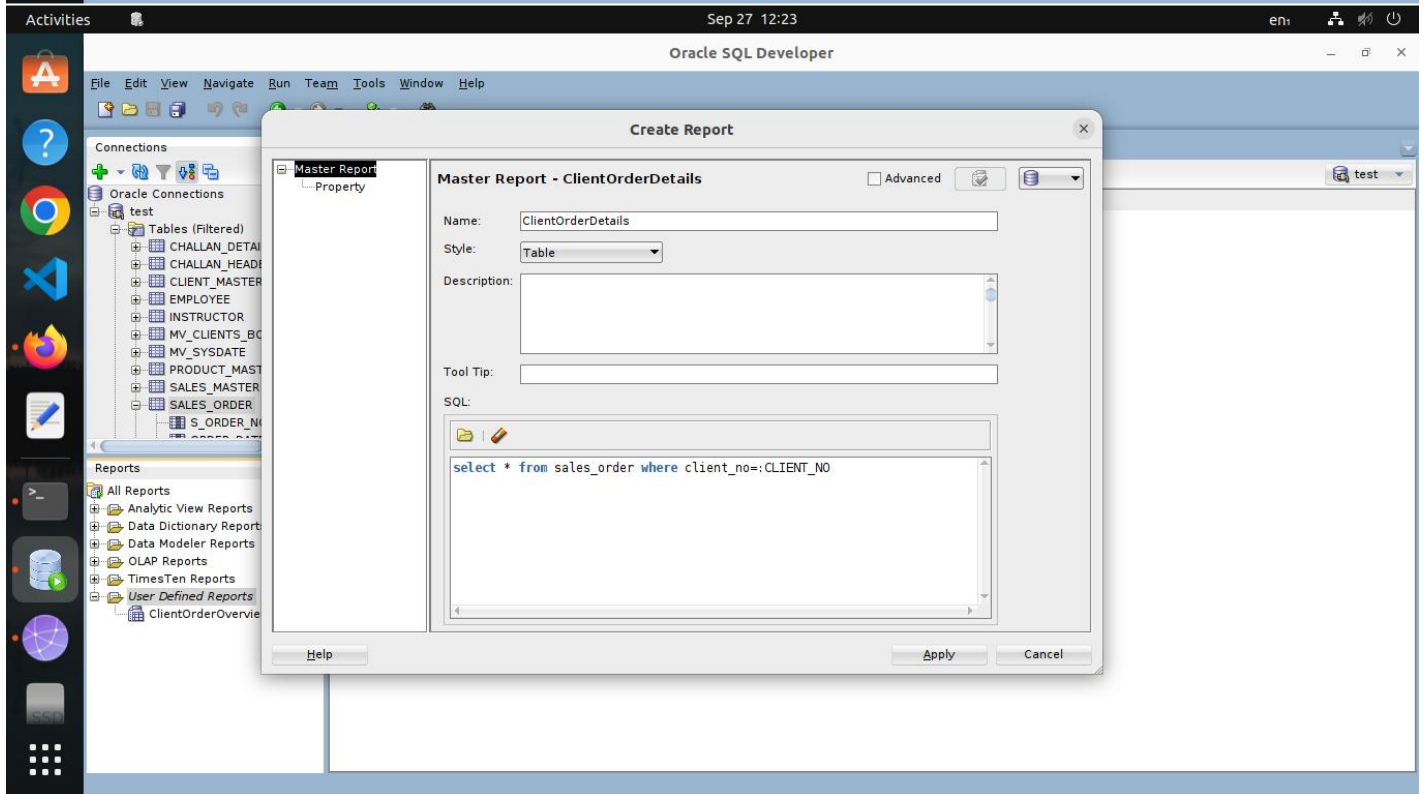 Activities
Sep 27 12:23
en₁
Oracle SQL Developer
File Edit View Navigate Run Team Tools Window Help
Create Report
Connections
Oracle Connections
test
Tables (Filtered)
CHALLAN_DETAI
CHALLAN_HEADE
CLIENT_MASTER
EMPLOYEE
INSTRUCTOR
MV_CLIENTS_BO
MV_SYSDATE
PRODUCT_MAST
SALES_MASTER
SALES_ORDER
S_ORDER_NO
Reports
All Reports
Analytic View Reports
Data Dictionary Report
Data Modeler Reports
OLAP Reports
TimesTen Reports
User Defined Reports
ClientOrderOvervie
Master Report
Property
Master Report - ClientOrderDetails
Advanced
Name: ClientOrderDetails
Style: Table
Description:
Tool Tip:
SQL:
select * from sales_order where client_no=:CLIENT_NO
Help
Apply
Cancel
test
SSD